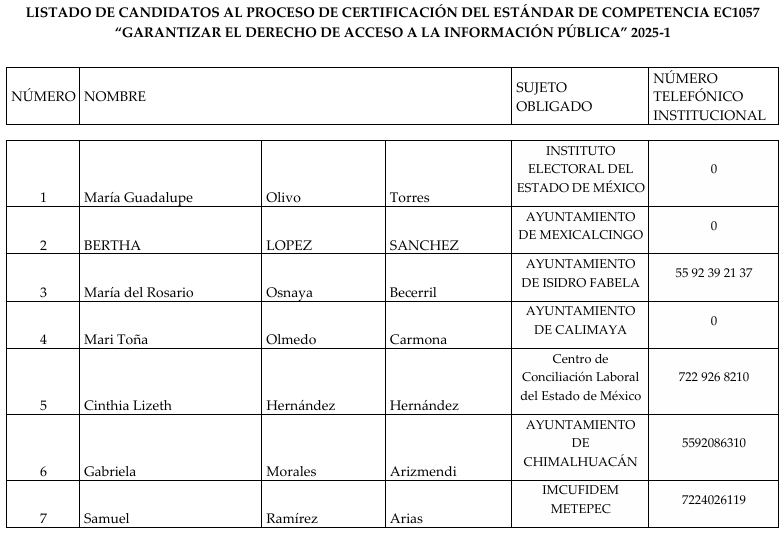 LISTADO DE CANDIDATOS AL PROCESO DE CERTIFICACIÓN DEL ESTÁNDAR DE COMPETENCIA EC1057
“GARANTIZAR EL DERECHO DE ACCESO A LA INFORMACIÓN PÚBLICA” 2025-1
NÚMERO NOMBRE SUJETO OBLIGADO NÚMERO TELEFÓNICO INSTITUCIONAL
1 María Guadalupe Olivo Torres INSTITUTO ELECTORAL DEL ESTADO DE MÉXICO 0
2 BERTHA LOPEZ SANCHEZ AYUNTAMIENTO DE MEXICALCINGO 0
3 María del Rosario Osnaya Becerril AYUNTAMIENTO DE ISIDRO FABELA 55 92 39 21 37
4 Mari Toña Olmedo Carmona AYUNTAMIENTO DE CALIMAYA 0
5 Cinthia Lizeth Hernández Hernández Centro de Conciliación Laboral del Estado de México 722 926 8210
6 Gabriela Morales Arizmendi AYUNTAMIENTO DE CHIMALHUACÁN 5592086310
7 Samuel Ramírez Arias IMCUFIDEM METEPEC 7224026119